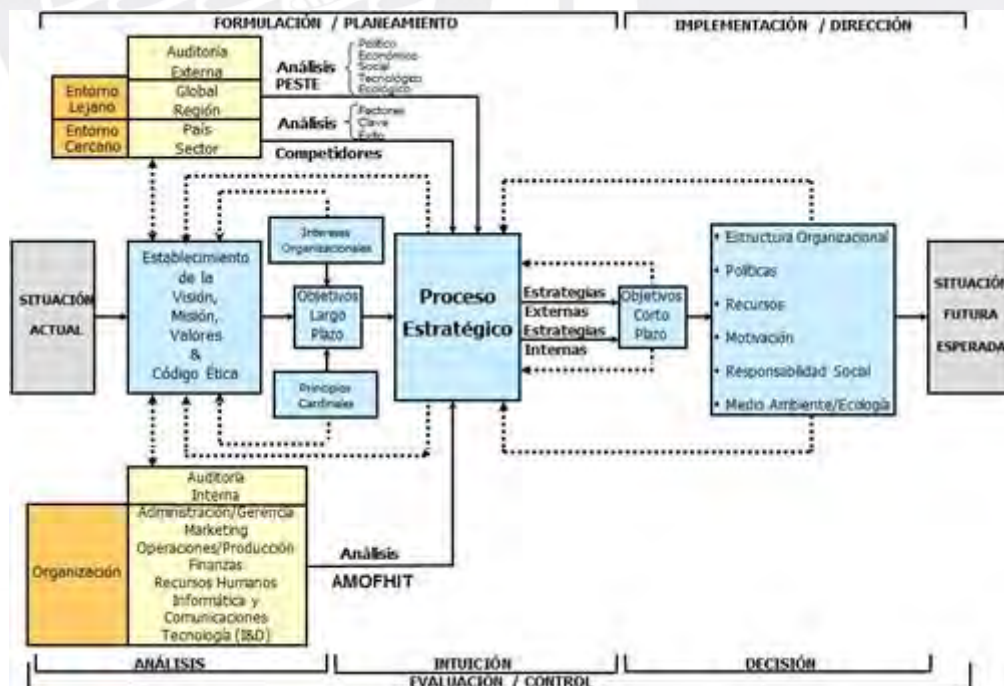 FORMULACIÓN / PLANEAMIENTO
IMPLEMENTACIÓN / DIRECCIÓN
Auditoría
Externa
Entorno
Lejano
Global
Región
Entorno
Cercano
País
Sector
Análisis
PESTE
Político
Económico
Social
Tecnológico
Ecológico
Análisis
Competidores
Factores
Clave
Éxito
SITUACIÓN
ACTUAL
Establecimiento
de la
Visión,
Misión,
Valores
&
Código Ética
Intereses
Organizacionales
Objetivos
Largo
Plazo
Principios
Cardinales
Proceso
Estratégico
Estrategias
Externas
Estrategias
Internas
Objetivos
Corto
Plazo
• Estructura Organizacional
• Políticas
• Recursos
• Motivación
• Responsabilidad Social
• Medio Ambiente/Ecología
SITUACIÓN
FUTURA
ESPERADA
Auditoría
Interna
Organización
Administración/Gerencia
Marketing
Operaciones/Producción
Finanzas
Recursos Humanos
Informática y
Comunicaciones
Tecnología (I&D)
Análisis
AMOFHIT
ANÁLISIS
INTUICIÓN
DECISIÓN
EVALUACIÓN / CONTROL